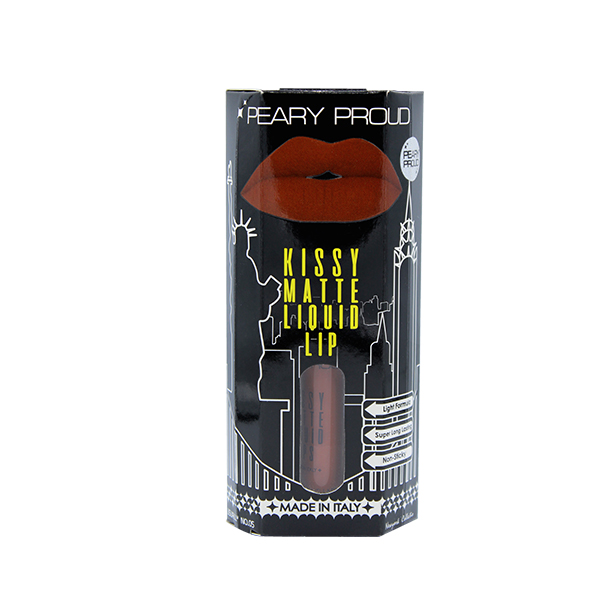 PEARY PROUD
PEARY
PROUD
KISSY
MATTE
LIQUID
LIP
Light Formula
Super Long Lasting
Non-Sticky
MADE IN ITALY
NO.05
Collection